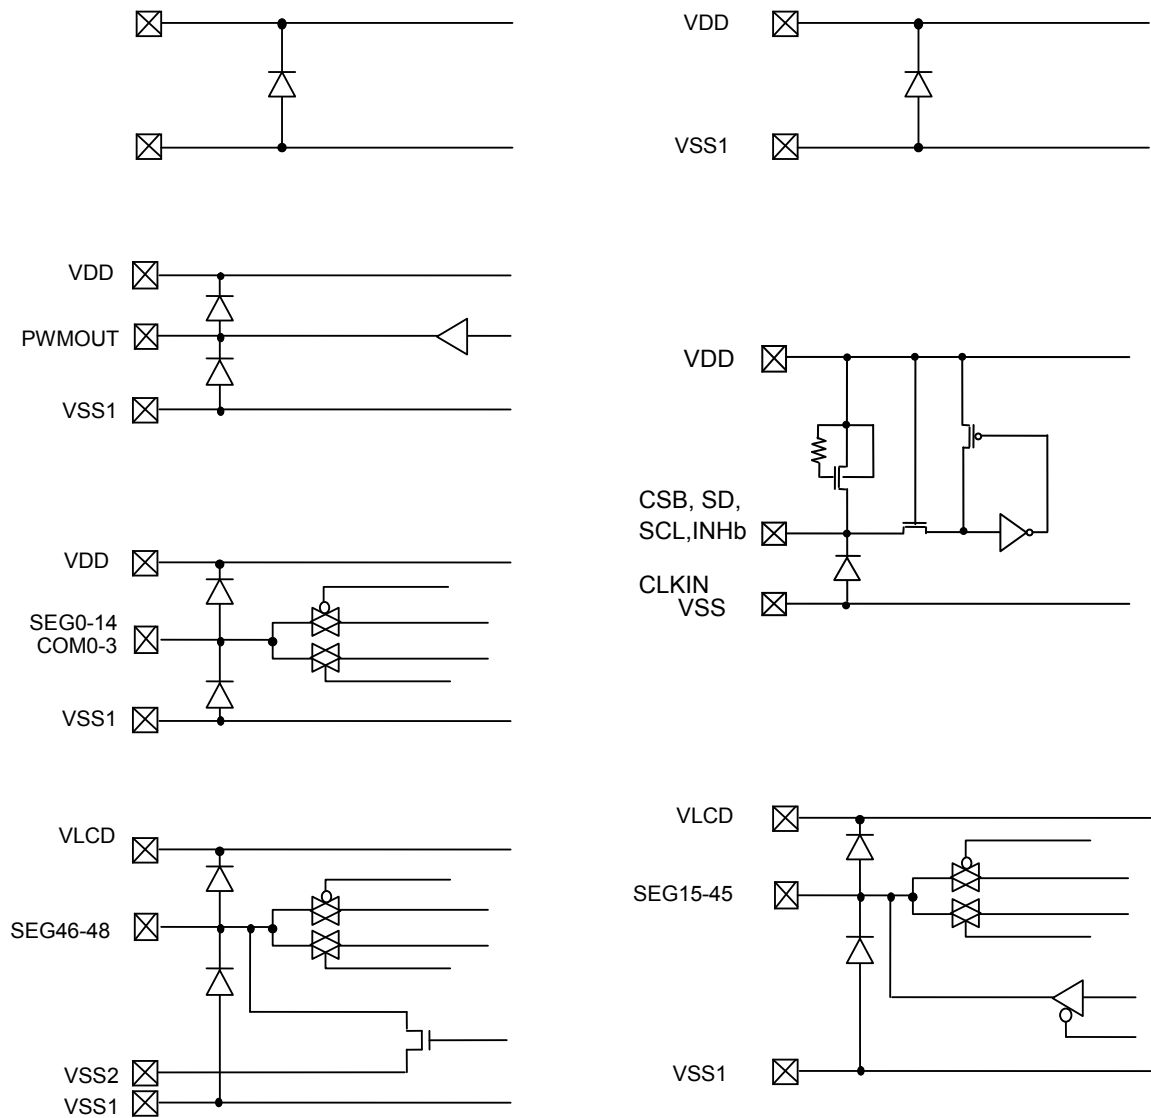 VDD
VSS1
VDD
PWMOUT
VSS1
VDD
CSB, SD,
SCL,INHb
CLKIN
VSS
VDD
SEG0-14
COM0-3
VSS1
VLCD
SEG46-48
VSS2
VSS1
VLCD
SEG15-45
VSS1